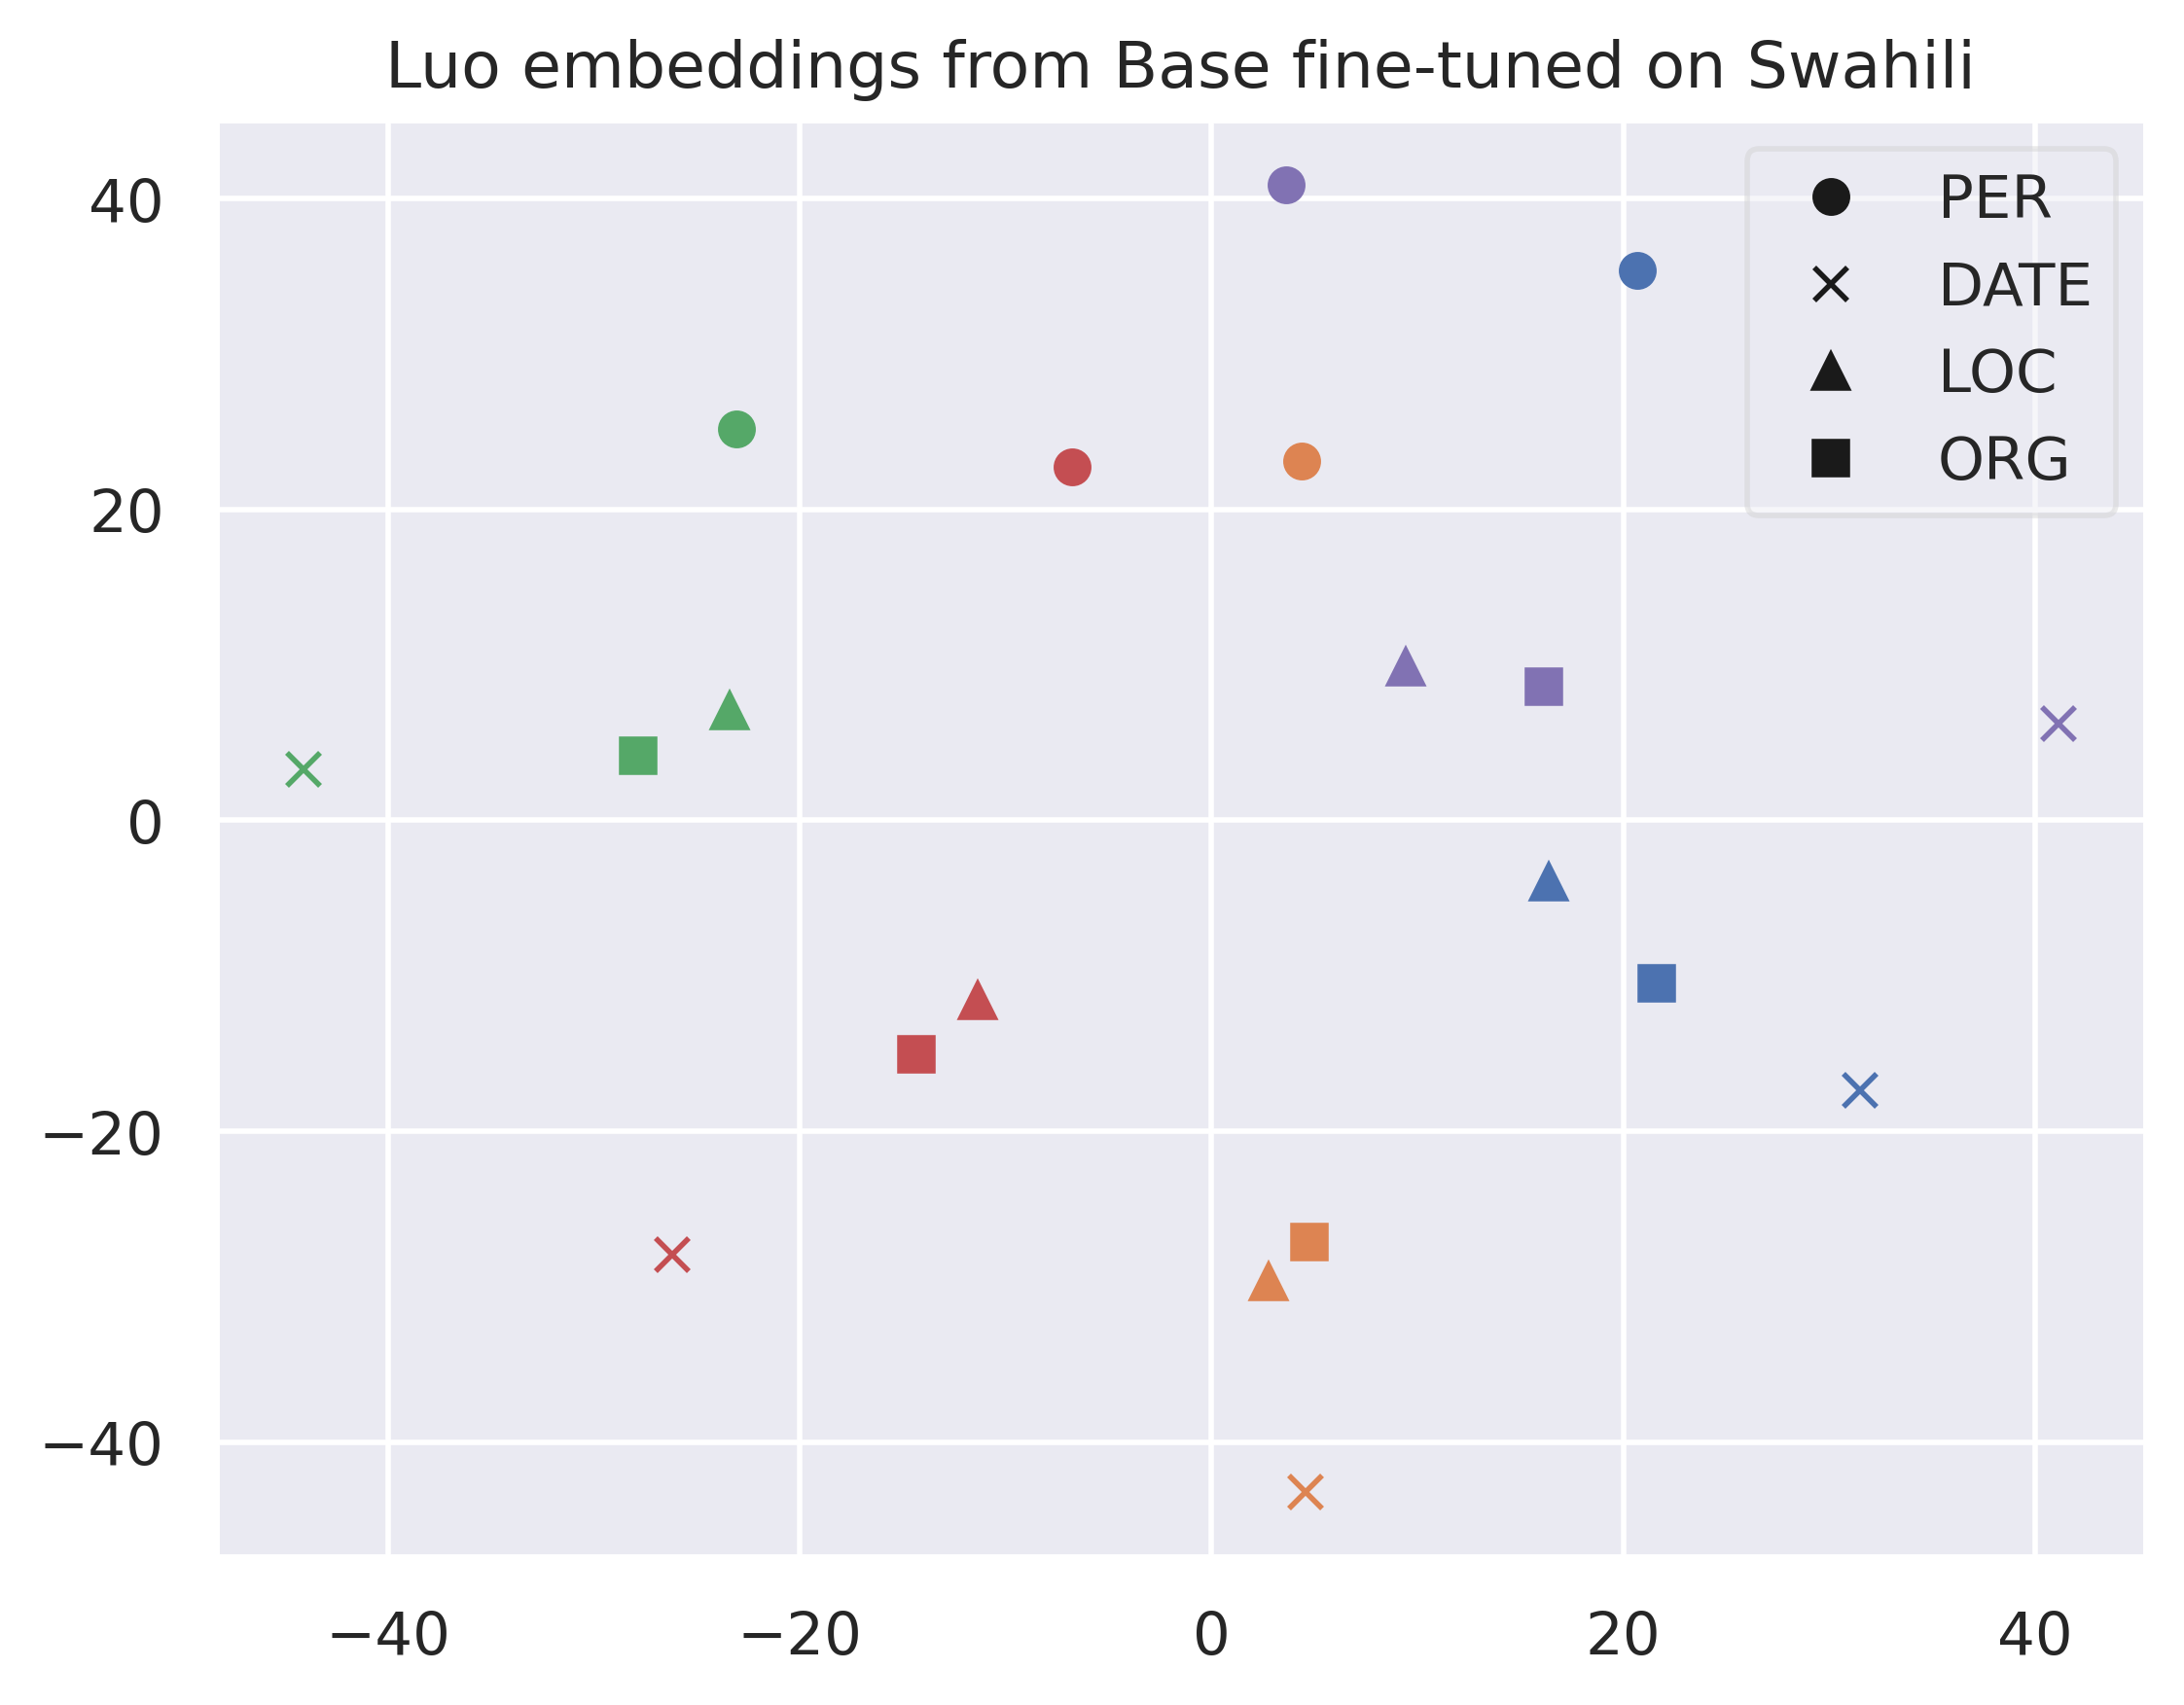 Luo embeddings from Base fine-tuned on Swahili
PER
DATE
LOC
ORG
40
20
0
−20
−40
−40 −20 0 20 40